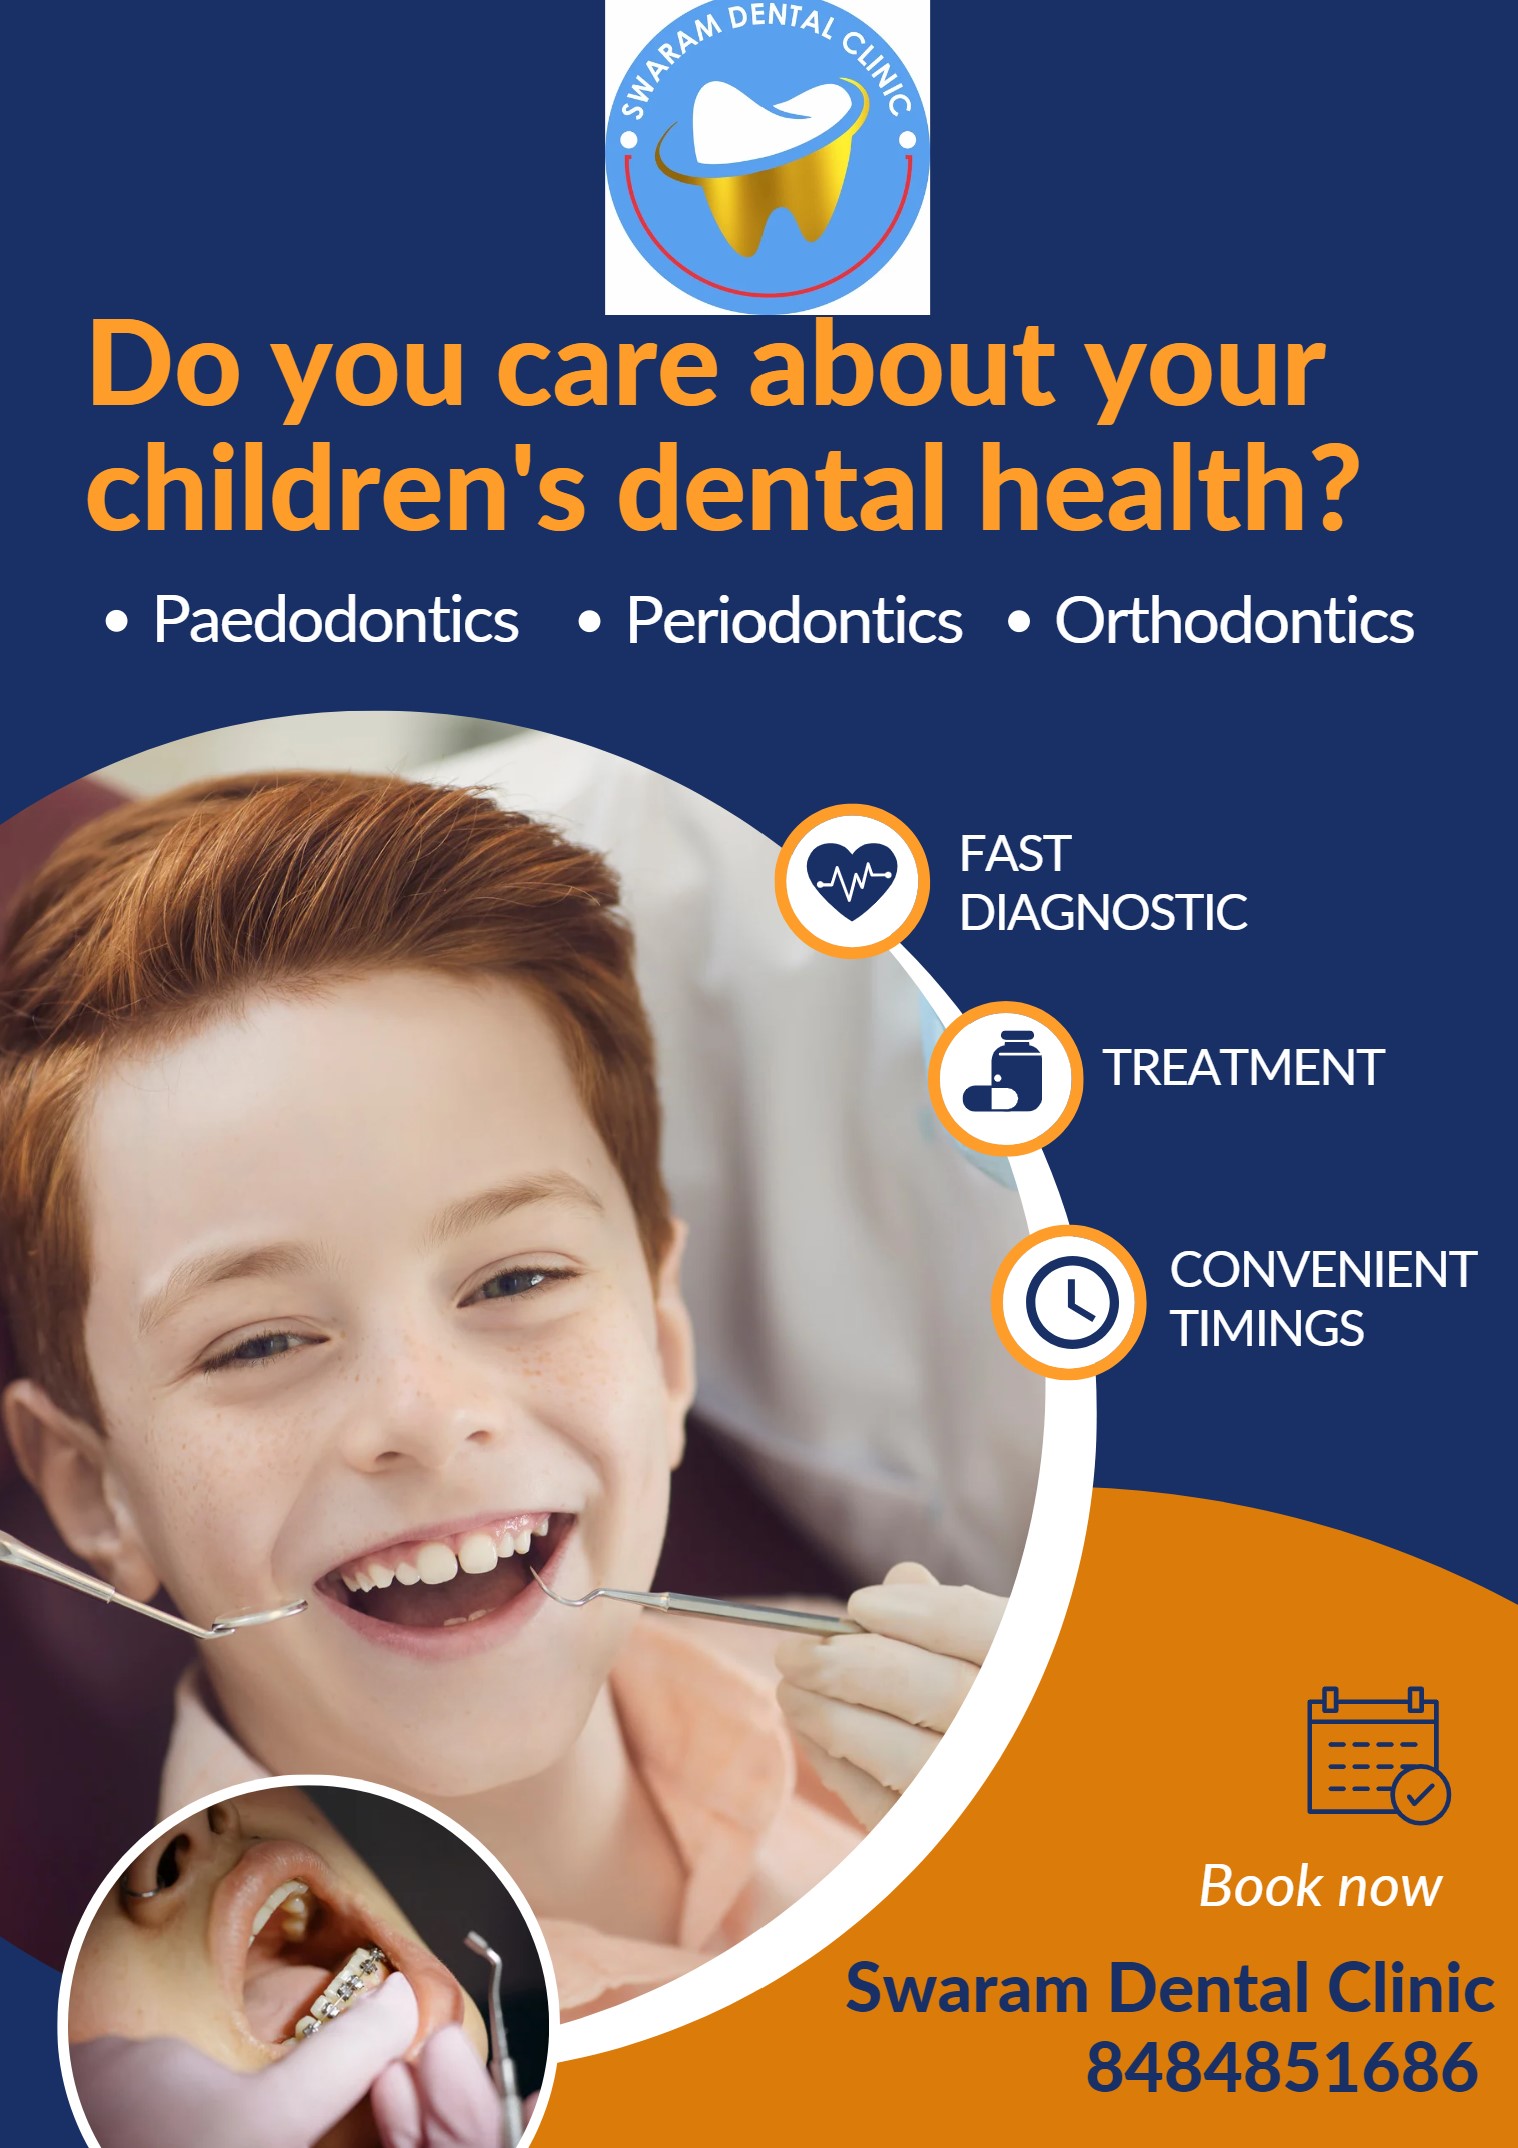 SWARAM DENTAL CLINIC
Do you care about your
children's dental health?
• Paedodontics • Periodontics • Orthodontics
FAST
DIAGNOSTIC
TREATMENT
CONVENIENT
TIMINGS
Book now
Swaram Dental Clinic
8484851686